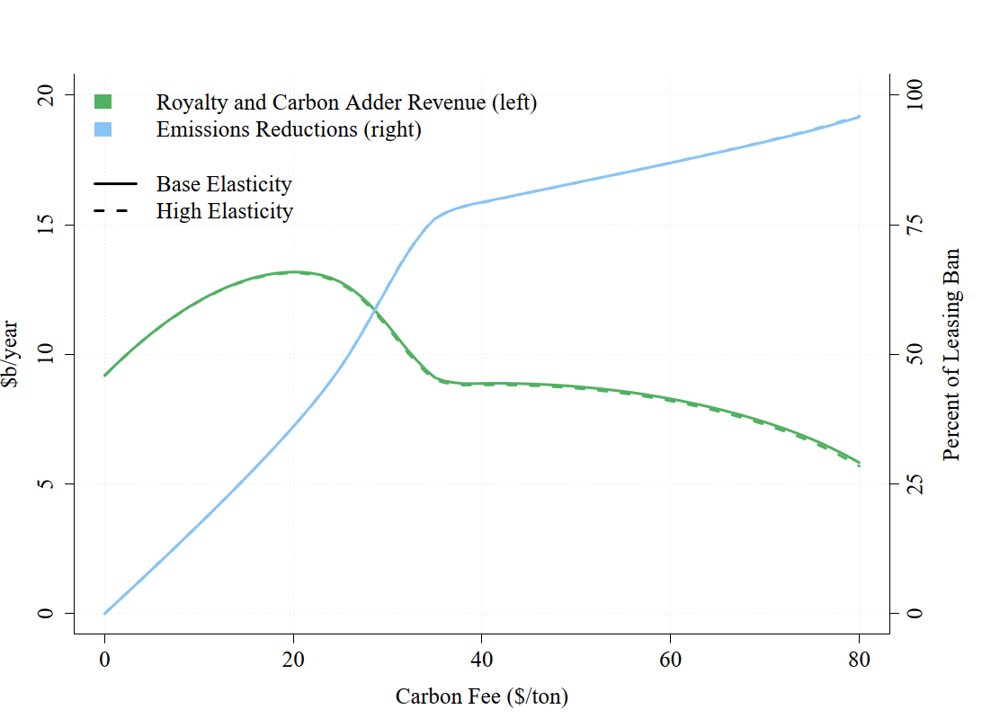 Royalty and Carbon Adder Revenue (left)
Emissions Reductions (right)
Base Elasticity
High Elasticity
$b/year
20
15
10
5
0
Percent of Leasing Ban
100
75
50
25
0
0 20 40 60 80
Carbon Fee ($/ton)